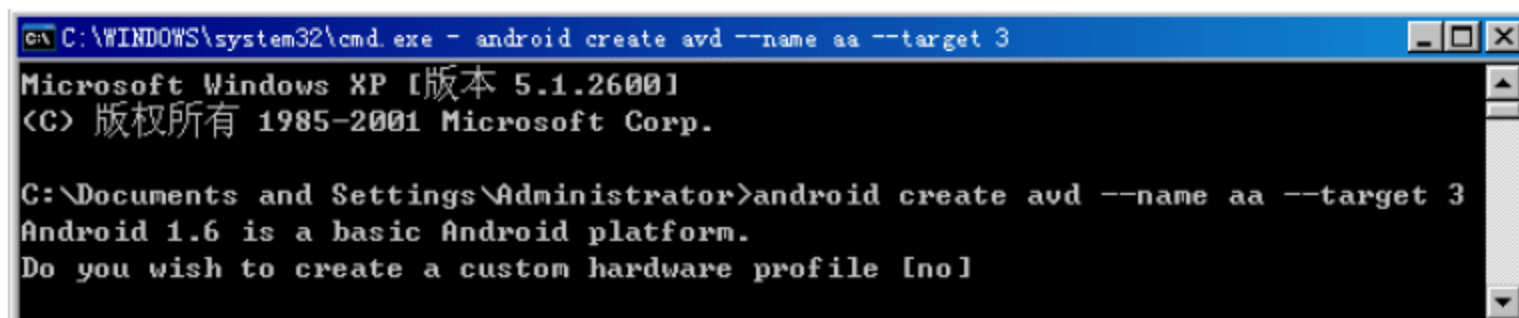 C:\WINDOWS\system32\cmd.exe - android create avd --name aa --target 3
Microsoft Windows XP [版本 5.1.2600]
(C) 版权所有 1985-2001 Microsoft Corp.
C:\Documents and Settings\Administrator>android create avd --name aa --target 3
Android 1.6 is a basic Android platform.
Do you wish to create a custom hardware profile [no]